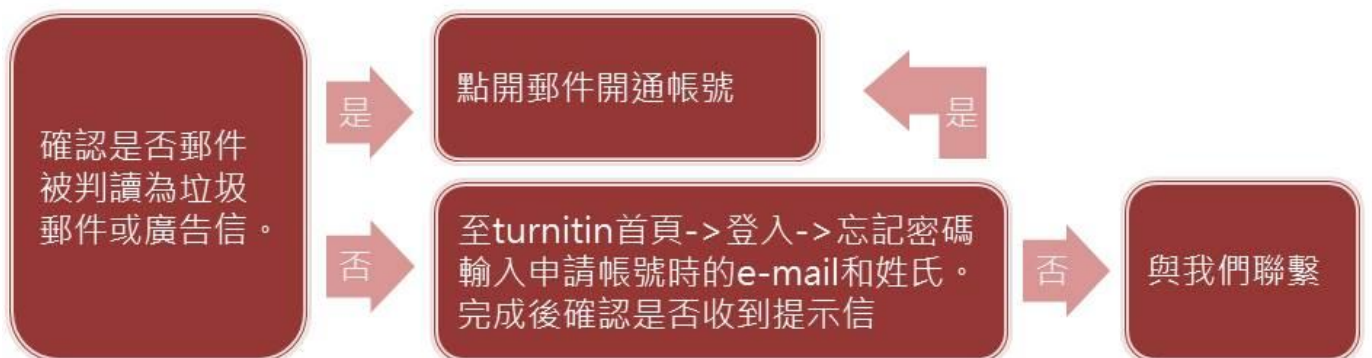 確認是否郵件
被判讀為垃圾
郵件或廣告信。
是
點開郵件開通帳號
是
否
至turnitin首頁->登入->忘記密碼
輸入申請帳號時的e-mail和姓氏。
完成後確認是否收到提示信
否
與我們聯繫